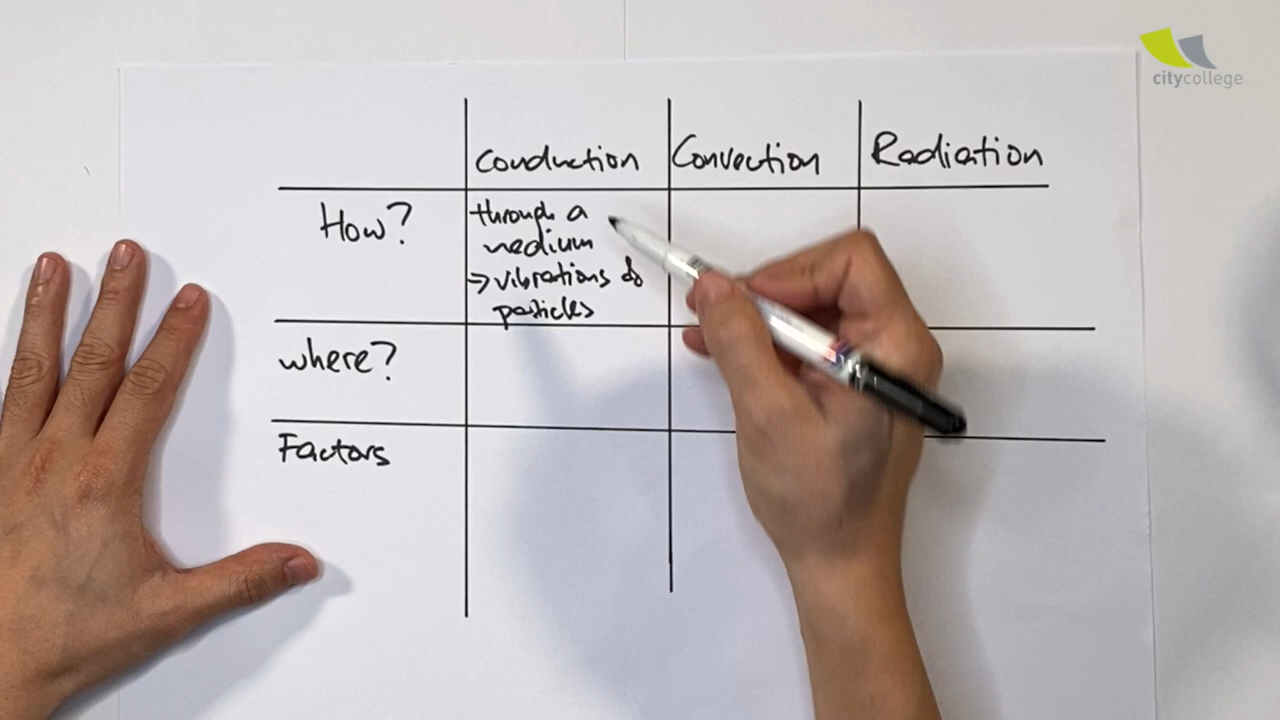 citycollege
Conduction Convection Radiation
How?
through a
medium
→ vibrations of
particles
where?
Factors